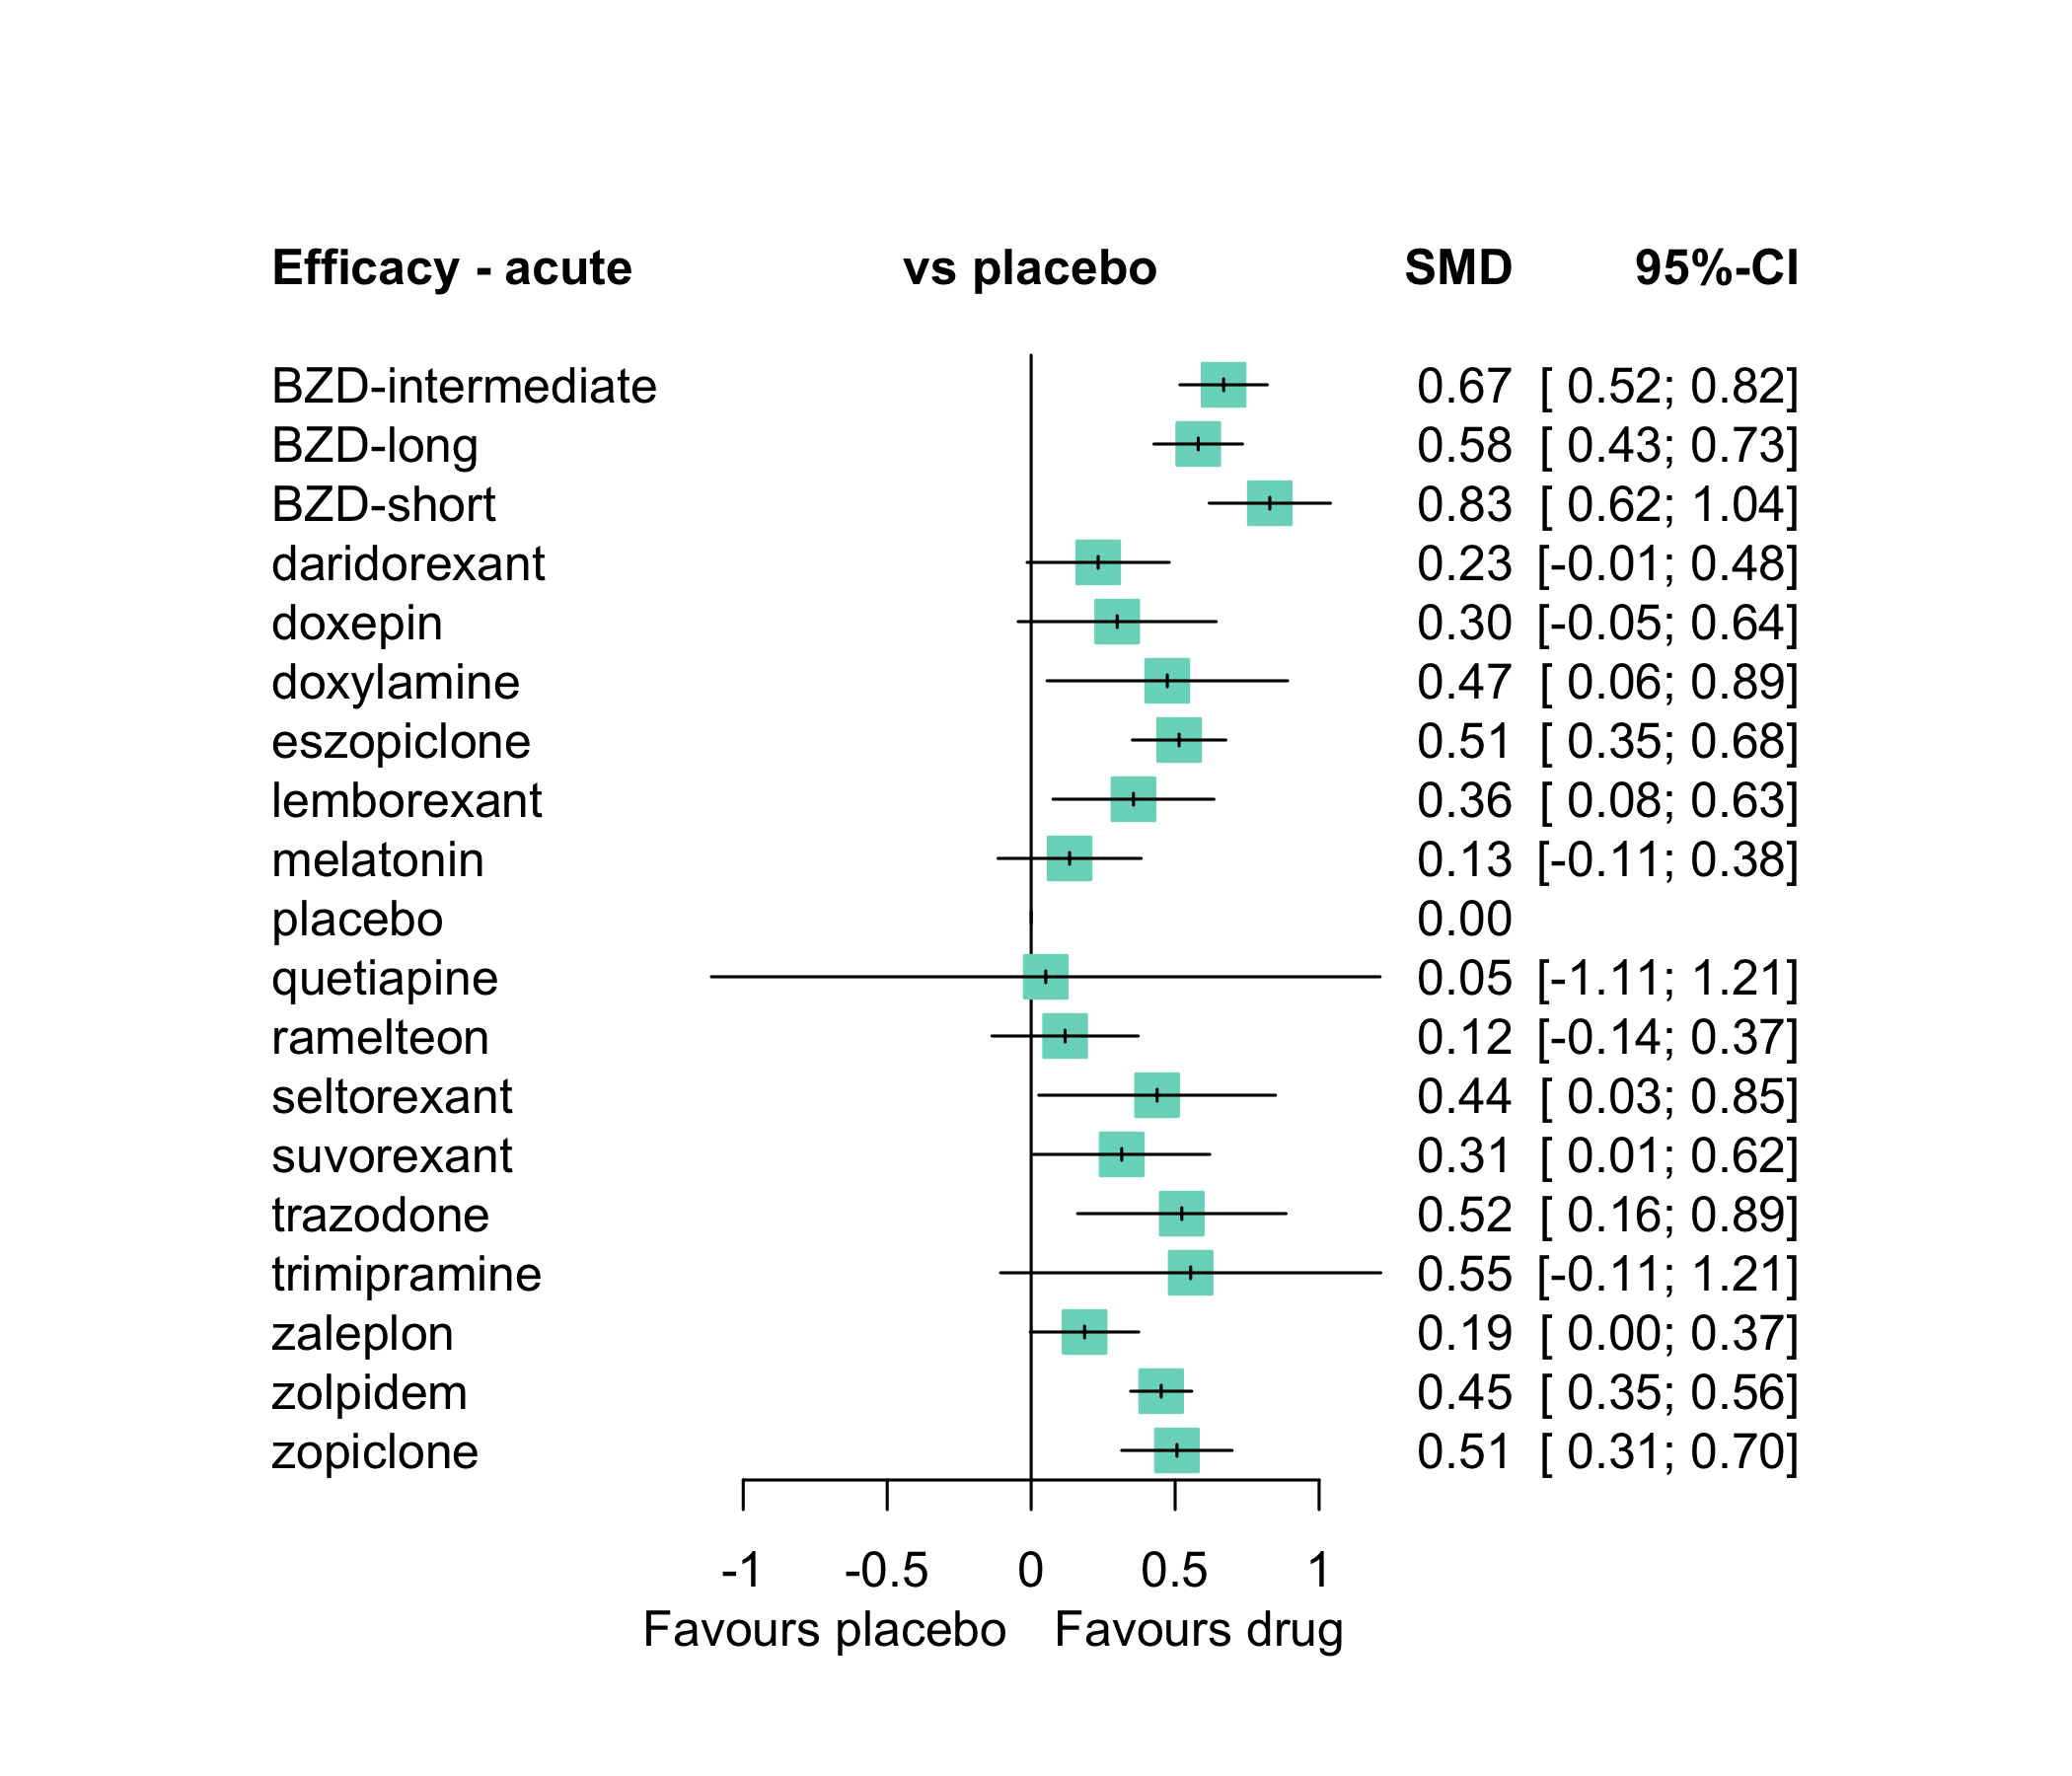 Efficacy - acute vs placebo SMD 95%-CI
BZD-intermediate 0.67 [ 0.52; 0.82]
BZD-long 0.58 [ 0.43; 0.73]
BZD-short 0.83 [ 0.62; 1.04]
daridorexant 0.23 [-0.01; 0.48]
doxepin 0.30 [-0.05; 0.64]
doxylamine 0.47 [ 0.06; 0.89]
eszopiclone 0.51 [ 0.35; 0.68]
lemborexant 0.36 [ 0.08; 0.63]
melatonin 0.13 [-0.11; 0.38]
placebo 0.00
quetiapine 0.05 [-1.11; 1.21]
ramelteon 0.12 [-0.14; 0.37]
seltorexant 0.44 [ 0.03; 0.85]
suvorexant 0.31 [ 0.01; 0.62]
trazodone 0.52 [ 0.16; 0.89]
trimipramine 0.55 [-0.11; 1.21]
zaleplon 0.19 [ 0.00; 0.37]
zolpidem 0.45 [ 0.35; 0.56]
zopiclone 0.51 [ 0.31; 0.70]
-1 -0.5 0 0.5 1
Favours placebo Favours drug